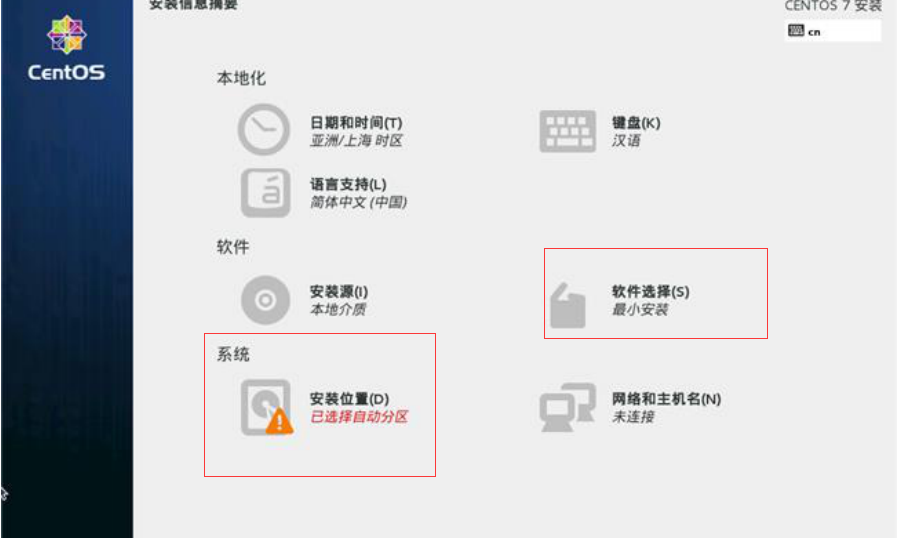 安装信息摘要
CENTOS 7 安装
cn
CentOS
本地化
日期和时间(T)
亚洲/上海 时区
键盘(K)
汉语
语言支持(L)
简体中文 (中国)
软件
安装源(I)
本地介质
软件选择(S)
最小安装
系统
安装位置(D)
已选择自动分区
网络和主机名(N)
未连接